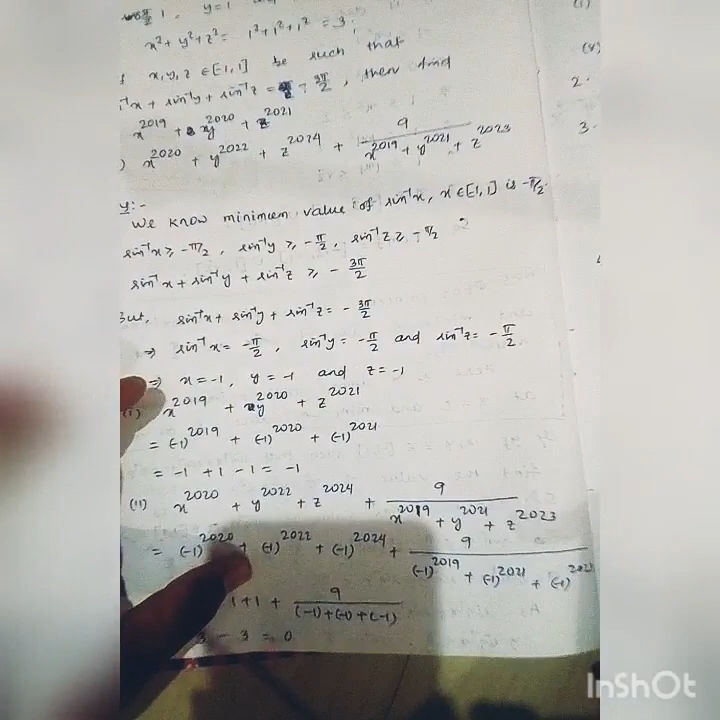 1, y=1
x²+y²+z² = 1²+1²+1² = 3,
x,y,z ∈[-1,1] be such that
sin⁻¹x + sin⁻¹y + sin⁻¹z = -3π/2, then find
x^2019 + y^2020 + z^2021
) x^2020 + y^2022 + z^2024 + 9/(x^2019 + y^2021 + z^2023)
We know minimum value of sin⁻¹x, x∈[-1,1] is -π/2.
sin⁻¹x ≥ -π/2, sin⁻¹y ≥ -π/2, sin⁻¹z ≥ -π/2
sin⁻¹x + sin⁻¹y + sin⁻¹z ≥ -3π/2
But, sin⁻¹x + sin⁻¹y + sin⁻¹z = -3π/2
⇒ sin⁻¹x = -π/2, sin⁻¹y = -π/2 and sin⁻¹z = -π/2
⇒ x=-1, y=-1 and z=-1
(i) x^2019 + y^2020 + z^2021
= (-1)^2019 + (-1)^2020 + (-1)^2021
= -1 +1 -1 = -1
(ii) x^2020 + y^2022 + z^2024 + 9/(x^2019 + y^2021 + z^2023)
= (-1)^2020 + (-1)^2022 + (-1)^2024 + 9/((-1)^2019 + (-1)^2021 + (-1)^202
1+1 + 9/((-1)+(-1)+(-1))
3 - 3 = 0
(i)
2.
3.
InShOt